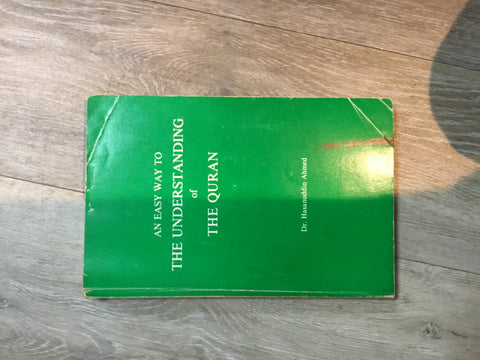 AN EASY WAY TO
THE UNDERSTANDING
of
THE QURAN
Dr. Hasanuddin Ahmed